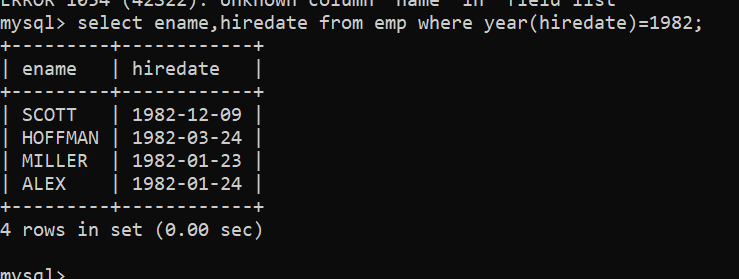 ERROR 1054 (42S22): Unknown column 'name' in 'field list'
mysql> select ename,hiredate from emp where year(hiredate)=1982;
+---------+------------+
| ename   | hiredate   |
+---------+------------+
| SCOTT   | 1982-12-09 |
| HOFFMAN | 1982-03-24 |
| MILLER  | 1982-01-23 |
| ALEX    | 1982-01-24 |
+---------+------------+
4 rows in set (0.00 sec)
mysql>